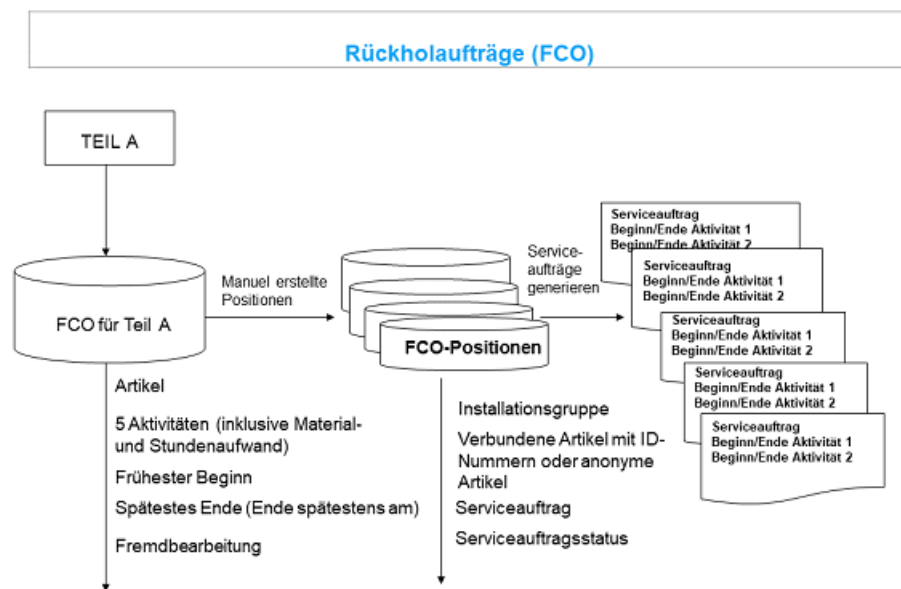 Rückholaufträge (FCO)
TEIL A
FCO für Teil A
Manuel erstellte
Positionen
FCO-Positionen
Service-
aufträge
generieren
Serviceauftrag
Beginn/Ende Aktivität 1
Beginn/Ende Aktivität 2
Serviceauftrag
Beginn/Ende Aktivität 1
Beginn/Ende Aktivität 2
Serviceauftrag
Beginn/Ende Aktivität 1
Beginn/Ende Aktivität 2
Serviceauftrag
Beginn/Ende Aktivität 1
Beginn/Ende Aktivität 2
Serviceauftrag
Beginn/Ende Aktivität 1
Beginn/Ende Aktivität 2
Artikel
5 Aktivitäten (inklusive Material-
und Stundenaufwand)
Frühester Beginn
Spätestes Ende (Ende spätestens am)
Fremdbearbeitung
Installationsgruppe
Verbundene Artikel mit ID-
Nummern oder anonyme
Artikel
Serviceauftrag
Serviceauftragsstatus